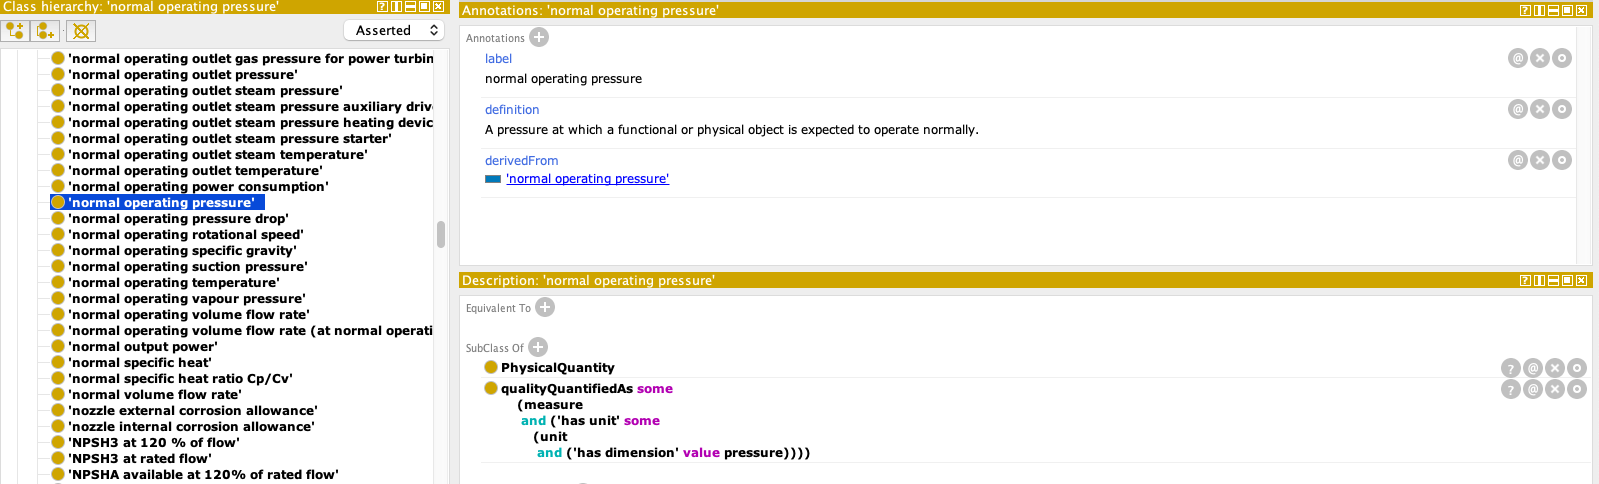 Class hierarchy: 'normal operating pressure'
Asserted
'normal operating outlet gas pressure for power turbin
'normal operating outlet pressure'
'normal operating outlet steam pressure'
'normal operating outlet steam pressure auxiliary driv
'normal operating outlet steam pressure heating devic
'normal operating outlet steam pressure starter'
'normal operating outlet steam temperature'
'normal operating outlet temperature'
'normal operating power consumption'
'normal operating pressure'
'normal operating pressure drop'
'normal operating rotational speed'
'normal operating specific gravity'
'normal operating suction pressure'
'normal operating temperature'
'normal operating vapour pressure'
'normal operating volume flow rate'
'normal operating volume flow rate (at normal operati
'normal output power'
'normal specific heat'
'normal specific heat ratio Cp/Cv'
'normal volume flow rate'
'nozzle external corrosion allowance'
'nozzle internal corrosion allowance'
'NPSH3 at 120 % of flow'
'NPSH3 at rated flow'
'NPSHA available at 120% of rated flow'
Annotations: 'normal operating pressure'
Annotations
label
normal operating pressure
definition
A pressure at which a functional or physical object is expected to operate normally.
derivedFrom
'normal operating pressure'
Description: 'normal operating pressure'
Equivalent To
SubClass Of
PhysicalQuantity
qualityQuantifiedAs some
(measure
and ('has unit' some
(unit
and ('has dimension' value pressure))))